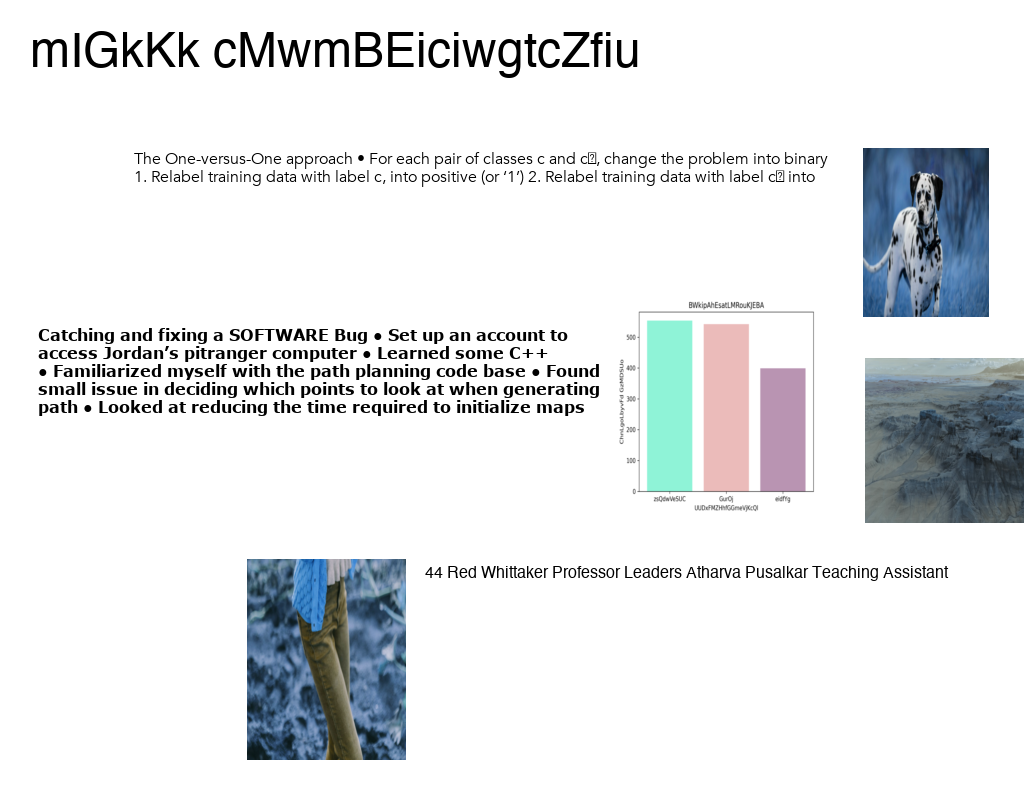 mIGkKk cMwmBEiciwgtcZfiu
The One-versus-One approach • For each pair of classes c and c, change the problem into binary
1. Relabel training data with label c, into positive (or ‘1’) 2. Relabel training data with label c into
Catching and fixing a SOFTWARE Bug ● Set up an account to
access Jordan’s pitranger computer ● Learned some C++
● Familiarized myself with the path planning code base ● Found
small issue in deciding which points to look at when generating
path ● Looked at reducing the time required to initialize maps
BWkipAhEsatLMRouKJEBA
500
400
300
200
100
0
zsQdwVeSUC GurOj eidfYg
44 Red Whittaker Professor Leaders Atharva Pusalkar Teaching Assistant